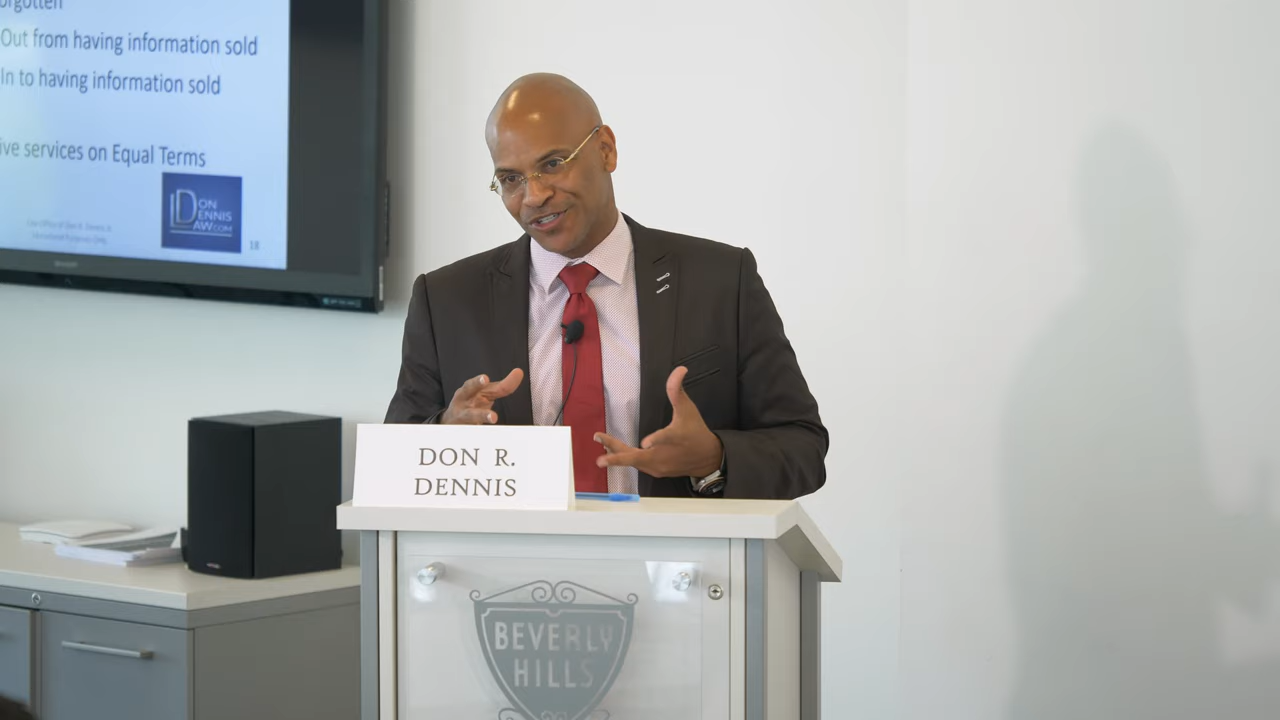 orgotten
Out from having information sold
In to having information sold
ive services on Equal Terms
DON
DENNIS
LAW.COM
18
SHARP
DON R.
DENNIS
BEVERLY
HILLS